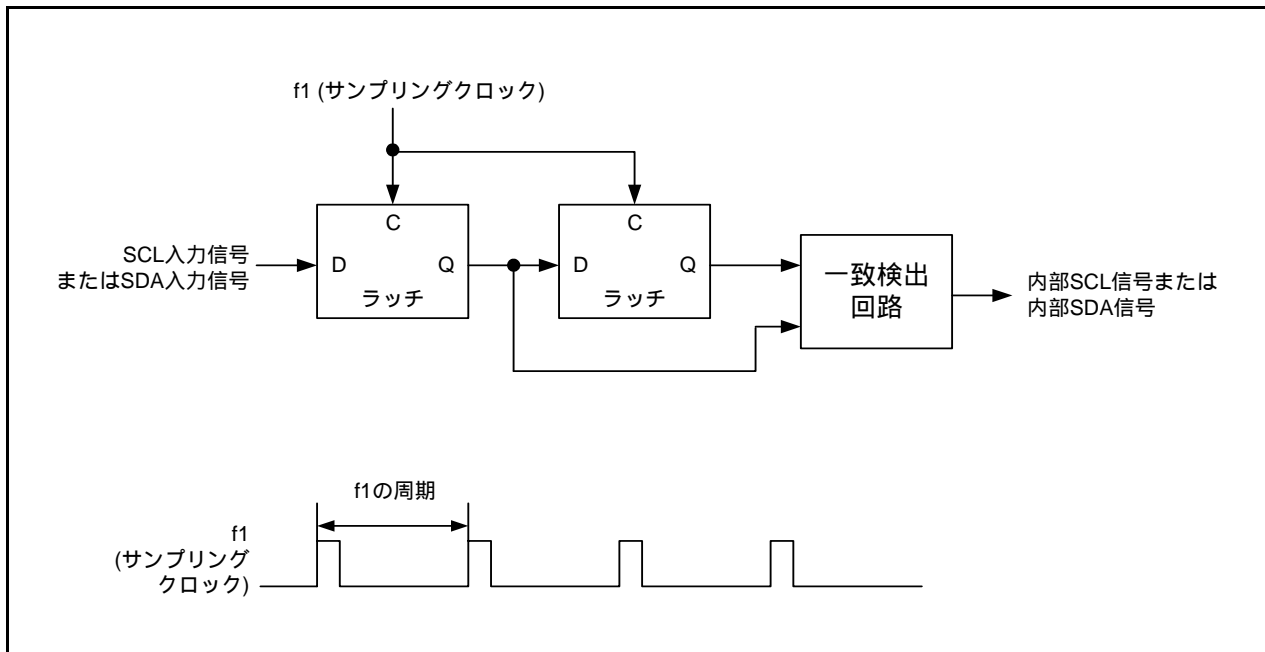 f1 (サンプリングクロック)
SCL入力信号
またはSDA入力信号
C
D
Q
ラッチ
C
D
Q
ラッチ
一致検出
回路
内部SCL信号または
内部SDA信号
f1の周期
f1
(サンプリング
クロック)